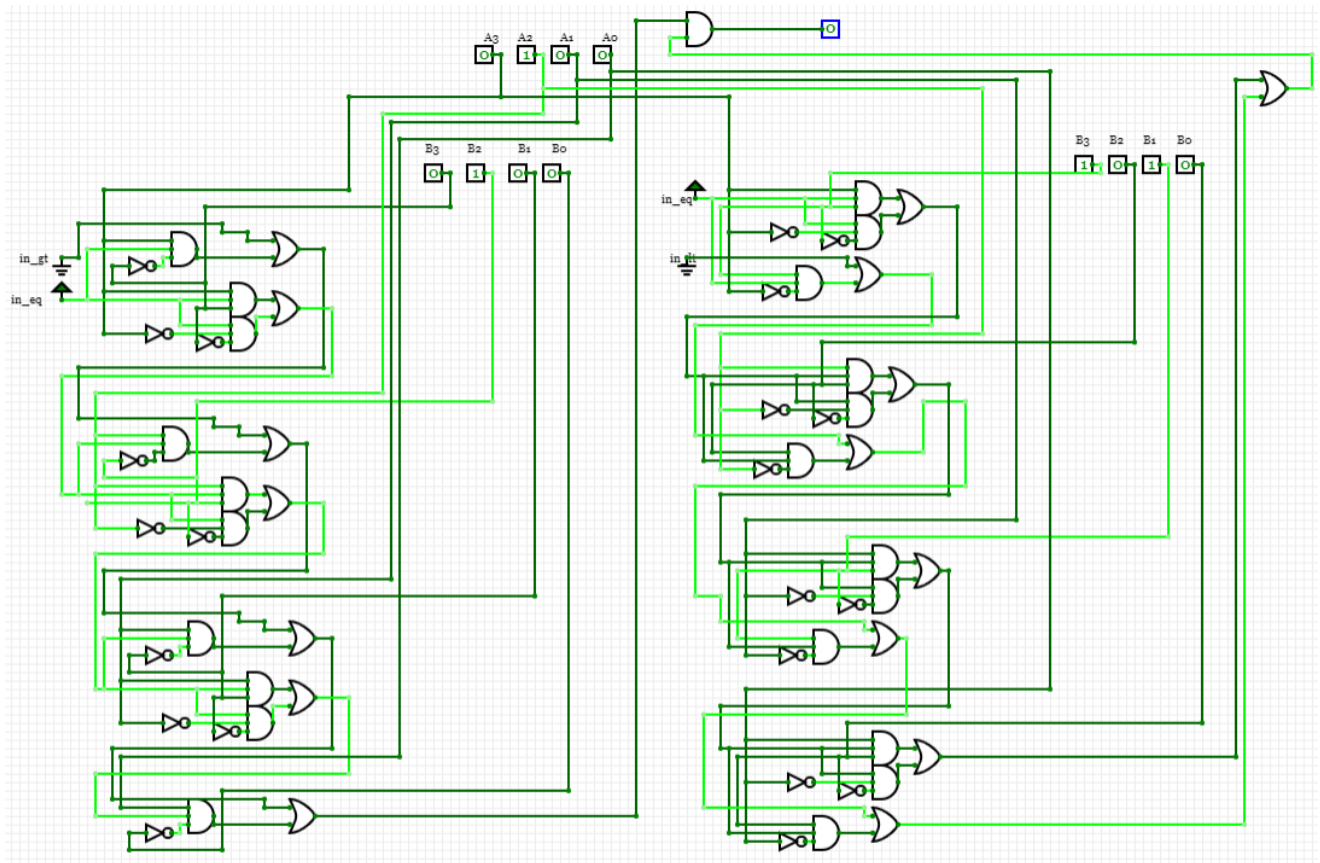 A3 A2 A1 A0
0 1 0 0 0
B3 B2 B1 B0
0 1 0 0
B3 B2 B1 B0
1 0 1 0
in_eq
in_lt
in_gt
in_eq